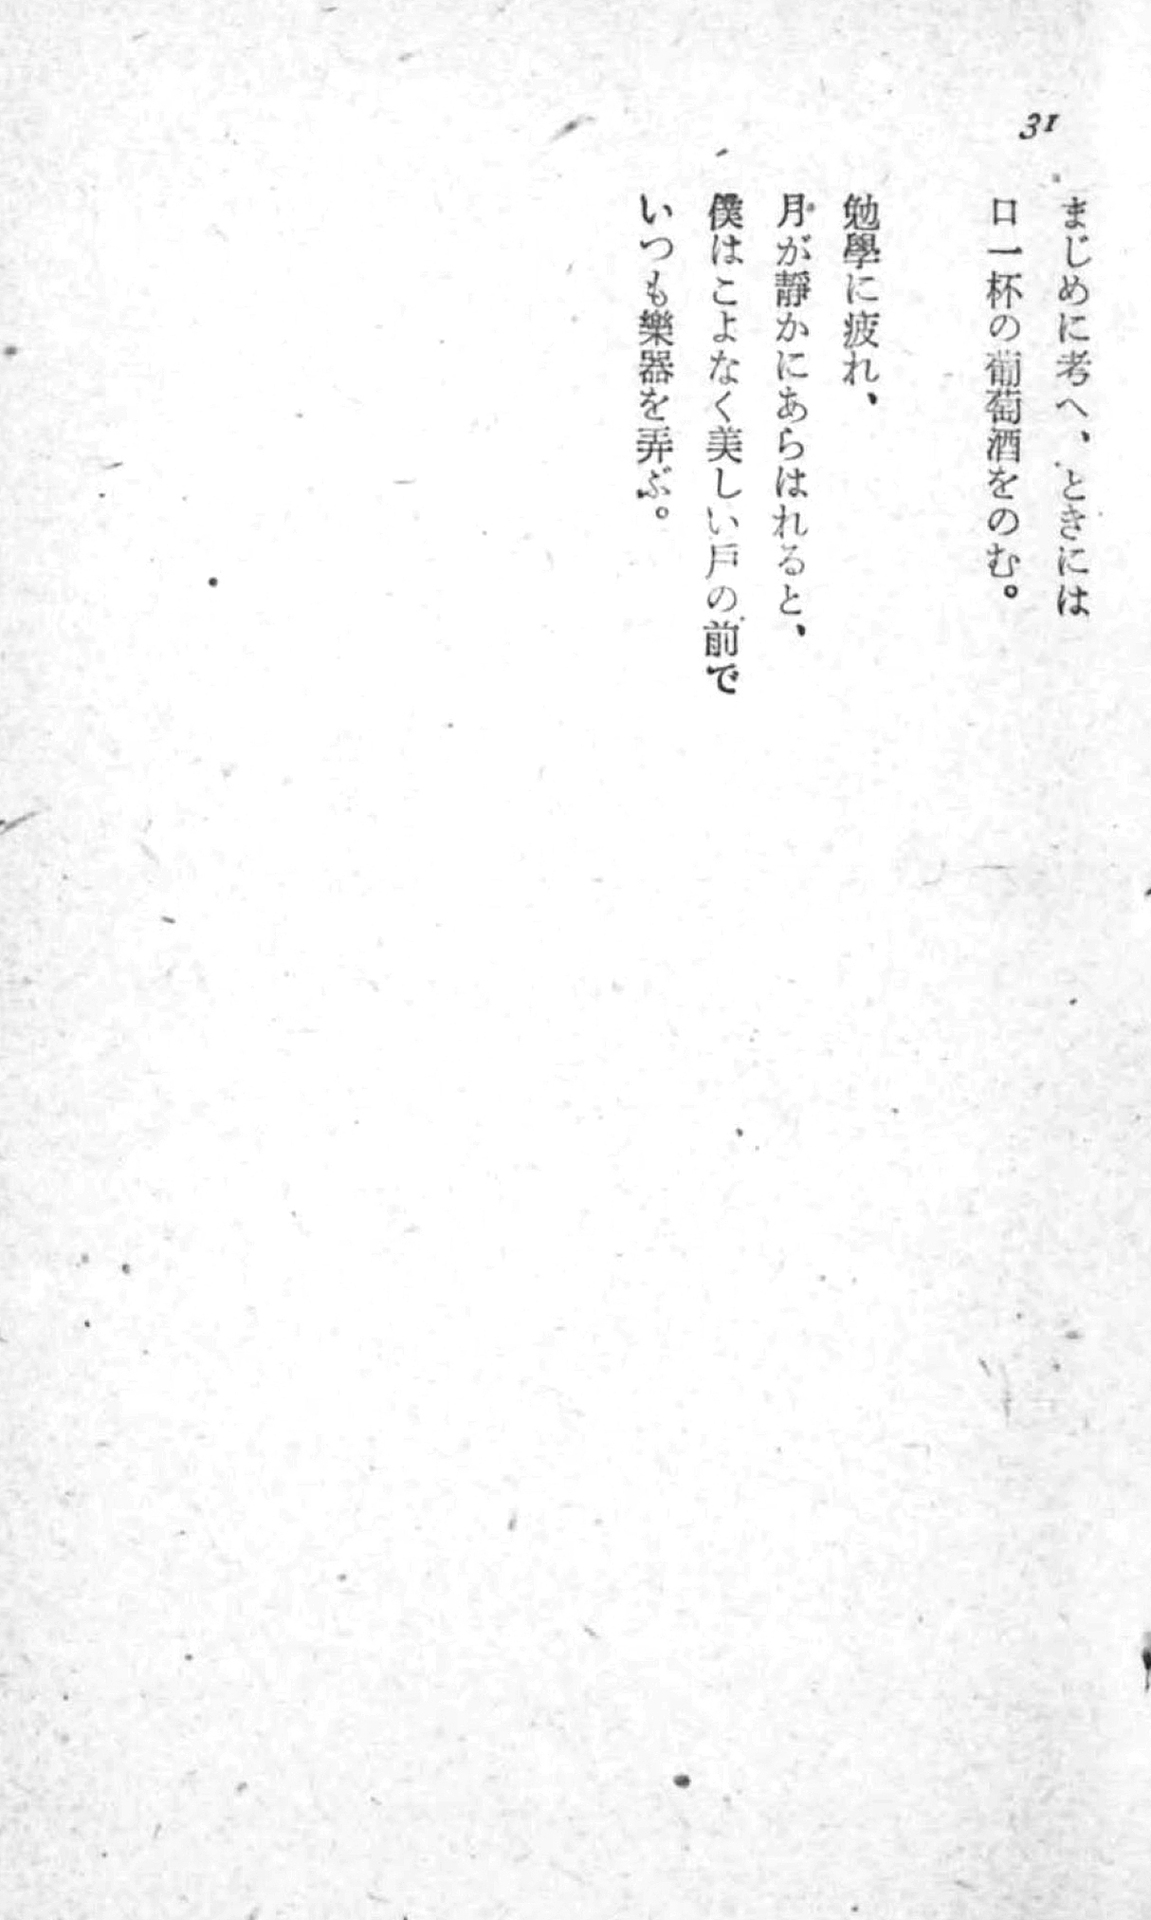 31
まじめに考へ、ときには
口一杯の葡萄酒をのむ。
勉學に疲れ、
月が靜かにあらはれると、
僕はこよなく美しい戸の前で
いつも樂器を弄ぶ。